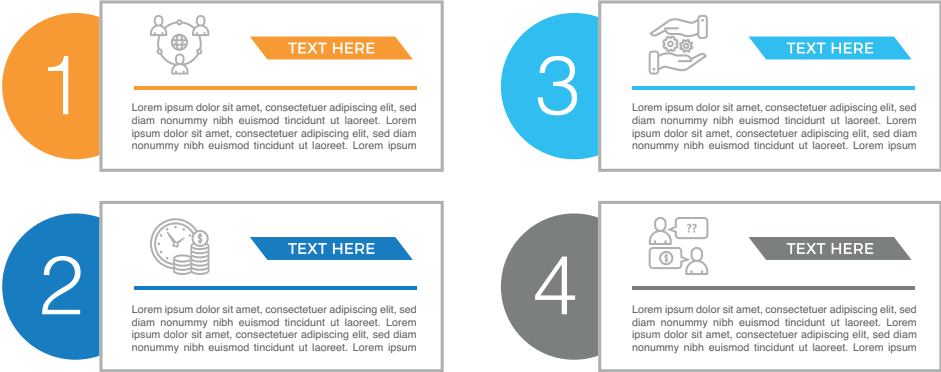 1
TEXT HERE
Lorem ipsum dolor sit amet, consectetuer adipiscing elit, sed
diam nonummy nibh euismod tincidunt ut laoreet. Lorem
ipsum dolor sit amet, consectetuer adipiscing elit, sed diam
nonummy nibh euismod tincidunt ut laoreet. Lorem ipsum
2
$
TEXT HERE
Lorem ipsum dolor sit amet, consectetuer adipiscing elit, sed
diam nonummy nibh euismod tincidunt ut laoreet. Lorem
ipsum dolor sit amet, consectetuer adipiscing elit, sed diam
nonummy nibh euismod tincidunt ut laoreet. Lorem ipsum
3
TEXT HERE
Lorem ipsum dolor sit amet, consectetuer adipiscing elit, sed
diam nonummy nibh euismod tincidunt ut laoreet. Lorem
ipsum dolor sit amet, consectetuer adipiscing elit, sed diam
nonummy nibh euismod tincidunt ut laoreet. Lorem ipsum
4
??
$
TEXT HERE
Lorem ipsum dolor sit amet, consectetuer adipiscing elit, sed
diam nonummy nibh euismod tincidunt ut laoreet. Lorem
ipsum dolor sit amet, consectetuer adipiscing elit, sed diam
nonummy nibh euismod tincidunt ut laoreet. Lorem ipsum